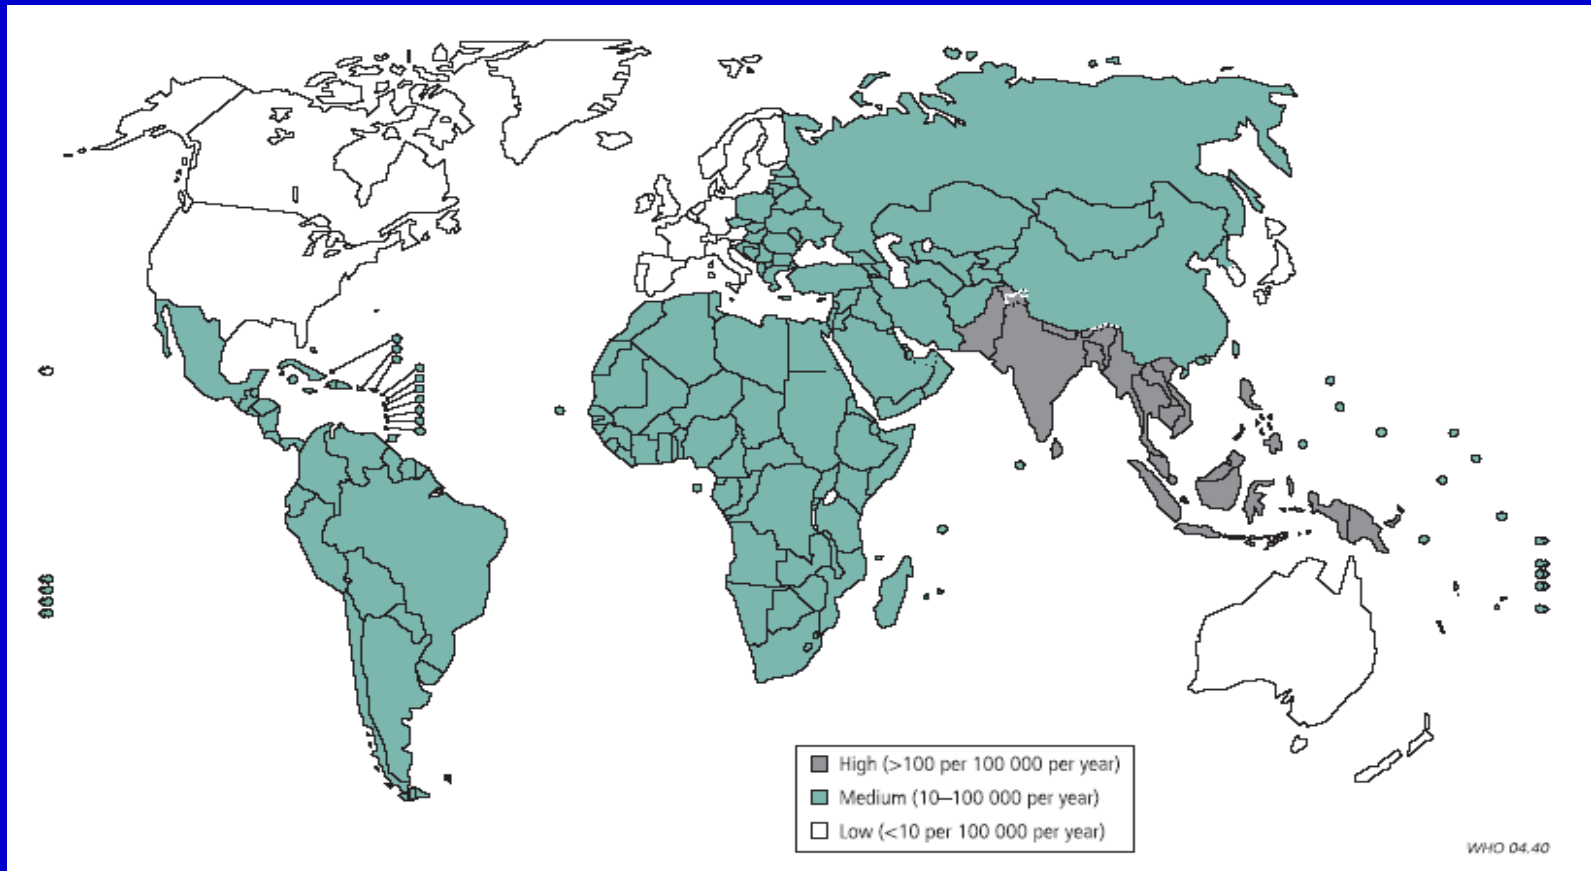 High (>100 per 100 000 per year)
Medium (10–100 000 per year)
Low (<10 per 100 000 per year)
WHO 04.40